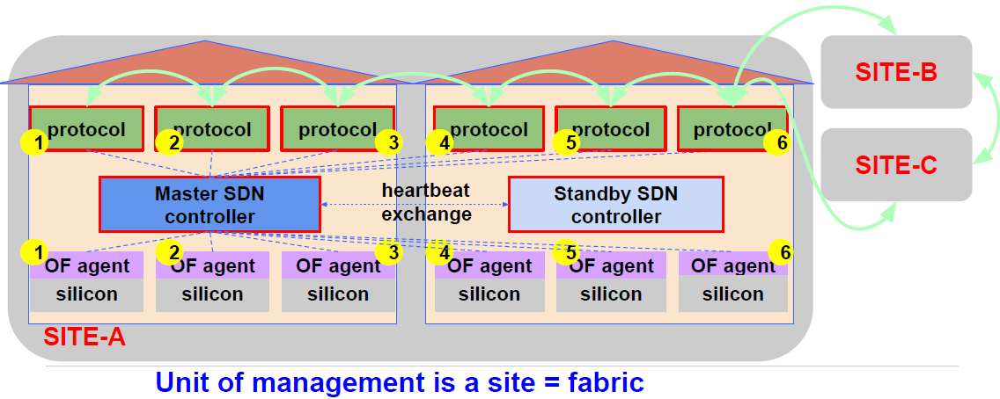 protocol
protocol
protocol
protocol
protocol
protocol
1
2
3
4
5
6
SITE-B
SITE-C
Master SDN
controller
heartbeat
exchange
Standby SDN
controller
1
2
3
4
5
6
OF agent
OF agent
OF agent
OF agent
OF agent
OF agent
silicon
silicon
silicon
silicon
silicon
silicon
SITE-A
Unit of management is a site = fabric